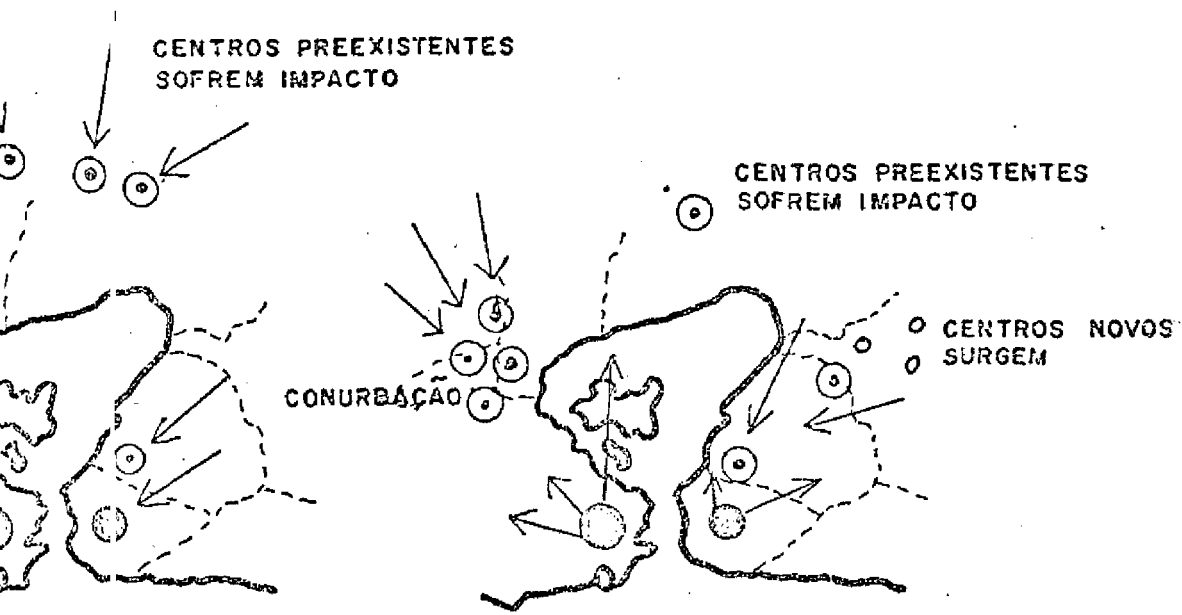 CENTROS PREEXISTENTES
SOFREM IMPACTO
CENTROS PREEXISTENTES
SOFREM IMPACTO
CENTROS NOVOS
SURGEM
CONURBAÇÃO